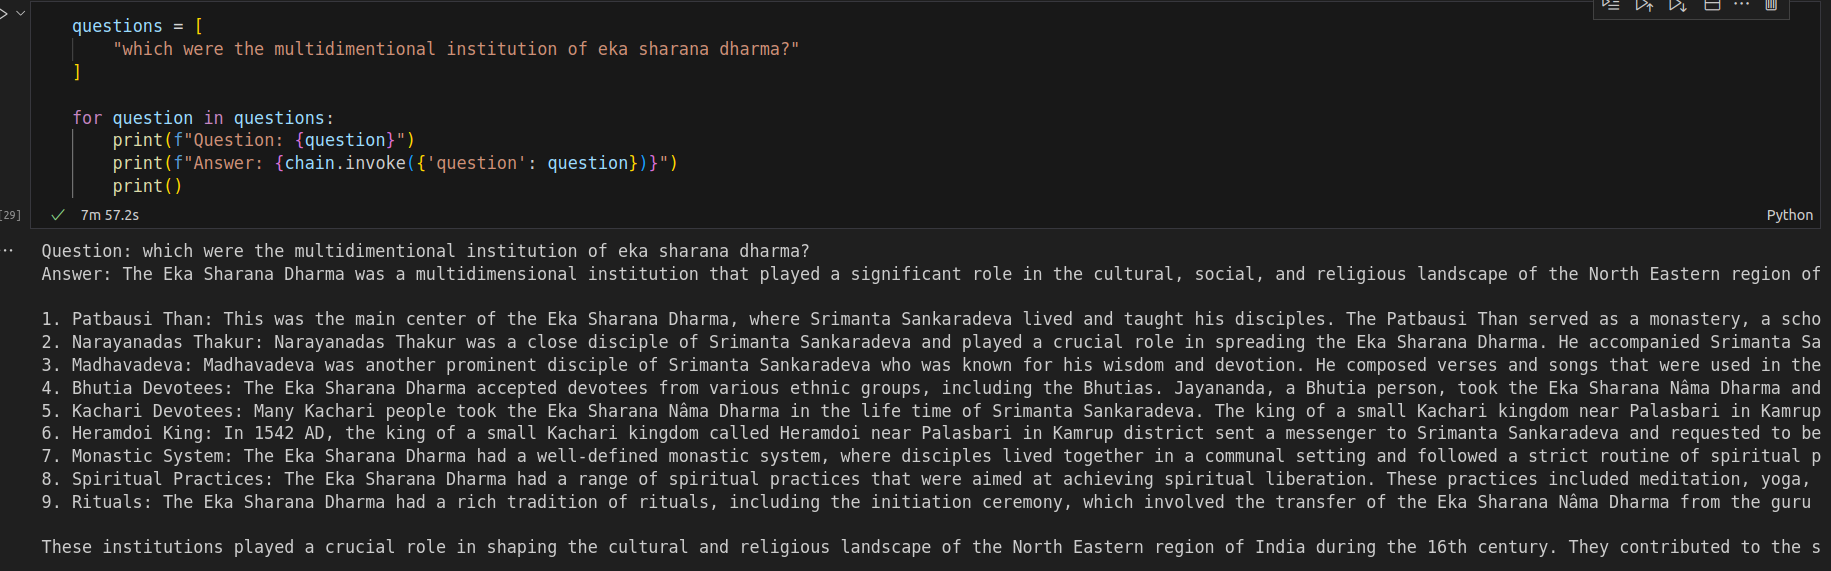 questions = [
    "which were the multidimentional institution of eka sharana dharma?"
]
for question in questions:
    print(f"Question: {question}")
    print(f"Answer: {chain.invoke({'question': question})}")
    print()
[29] 7m 57.2s Python
Question: which were the multidimentional institution of eka sharana dharma?
Answer: The Eka Sharana Dharma was a multidimensional institution that played a significant role in the cultural, social, and religious landscape of the North Eastern region of
1. Patbausi Than: This was the main center of the Eka Sharana Dharma, where Srimanta Sankaradeva lived and taught his disciples. The Patbausi Than served as a monastery, a scho
2. Narayanadas Thakur: Narayanadas Thakur was a close disciple of Srimanta Sankaradeva and played a crucial role in spreading the Eka Sharana Dharma. He accompanied Srimanta Sa
3. Madhavadeva: Madhavadeva was another prominent disciple of Srimanta Sankaradeva who was known for his wisdom and devotion. He composed verses and songs that were used in the
4. Bhutia Devotees: The Eka Sharana Dharma accepted devotees from various ethnic groups, including the Bhutias. Jayananda, a Bhutia person, took the Eka Sharana Nâma Dharma and
5. Kachari Devotees: Many Kachari people took the Eka Sharana Nâma Dharma in the life time of Srimanta Sankaradeva. The king of a small Kachari kingdom near Palasbari in Kamrup
6. Heramdoi King: In 1542 AD, the king of a small Kachari kingdom called Heramdoi near Palasbari in Kamrup district sent a messenger to Srimanta Sankaradeva and requested to be
7. Monastic System: The Eka Sharana Dharma had a well-defined monastic system, where disciples lived together in a communal setting and followed a strict routine of spiritual p
8. Spiritual Practices: The Eka Sharana Dharma had a range of spiritual practices that were aimed at achieving spiritual liberation. These practices included meditation, yoga,
9. Rituals: The Eka Sharana Dharma had a rich tradition of rituals, including the initiation ceremony, which involved the transfer of the Eka Sharana Nâma Dharma from the guru
These institutions played a crucial role in shaping the cultural and religious landscape of the North Eastern region of India during the 16th century. They contributed to the s